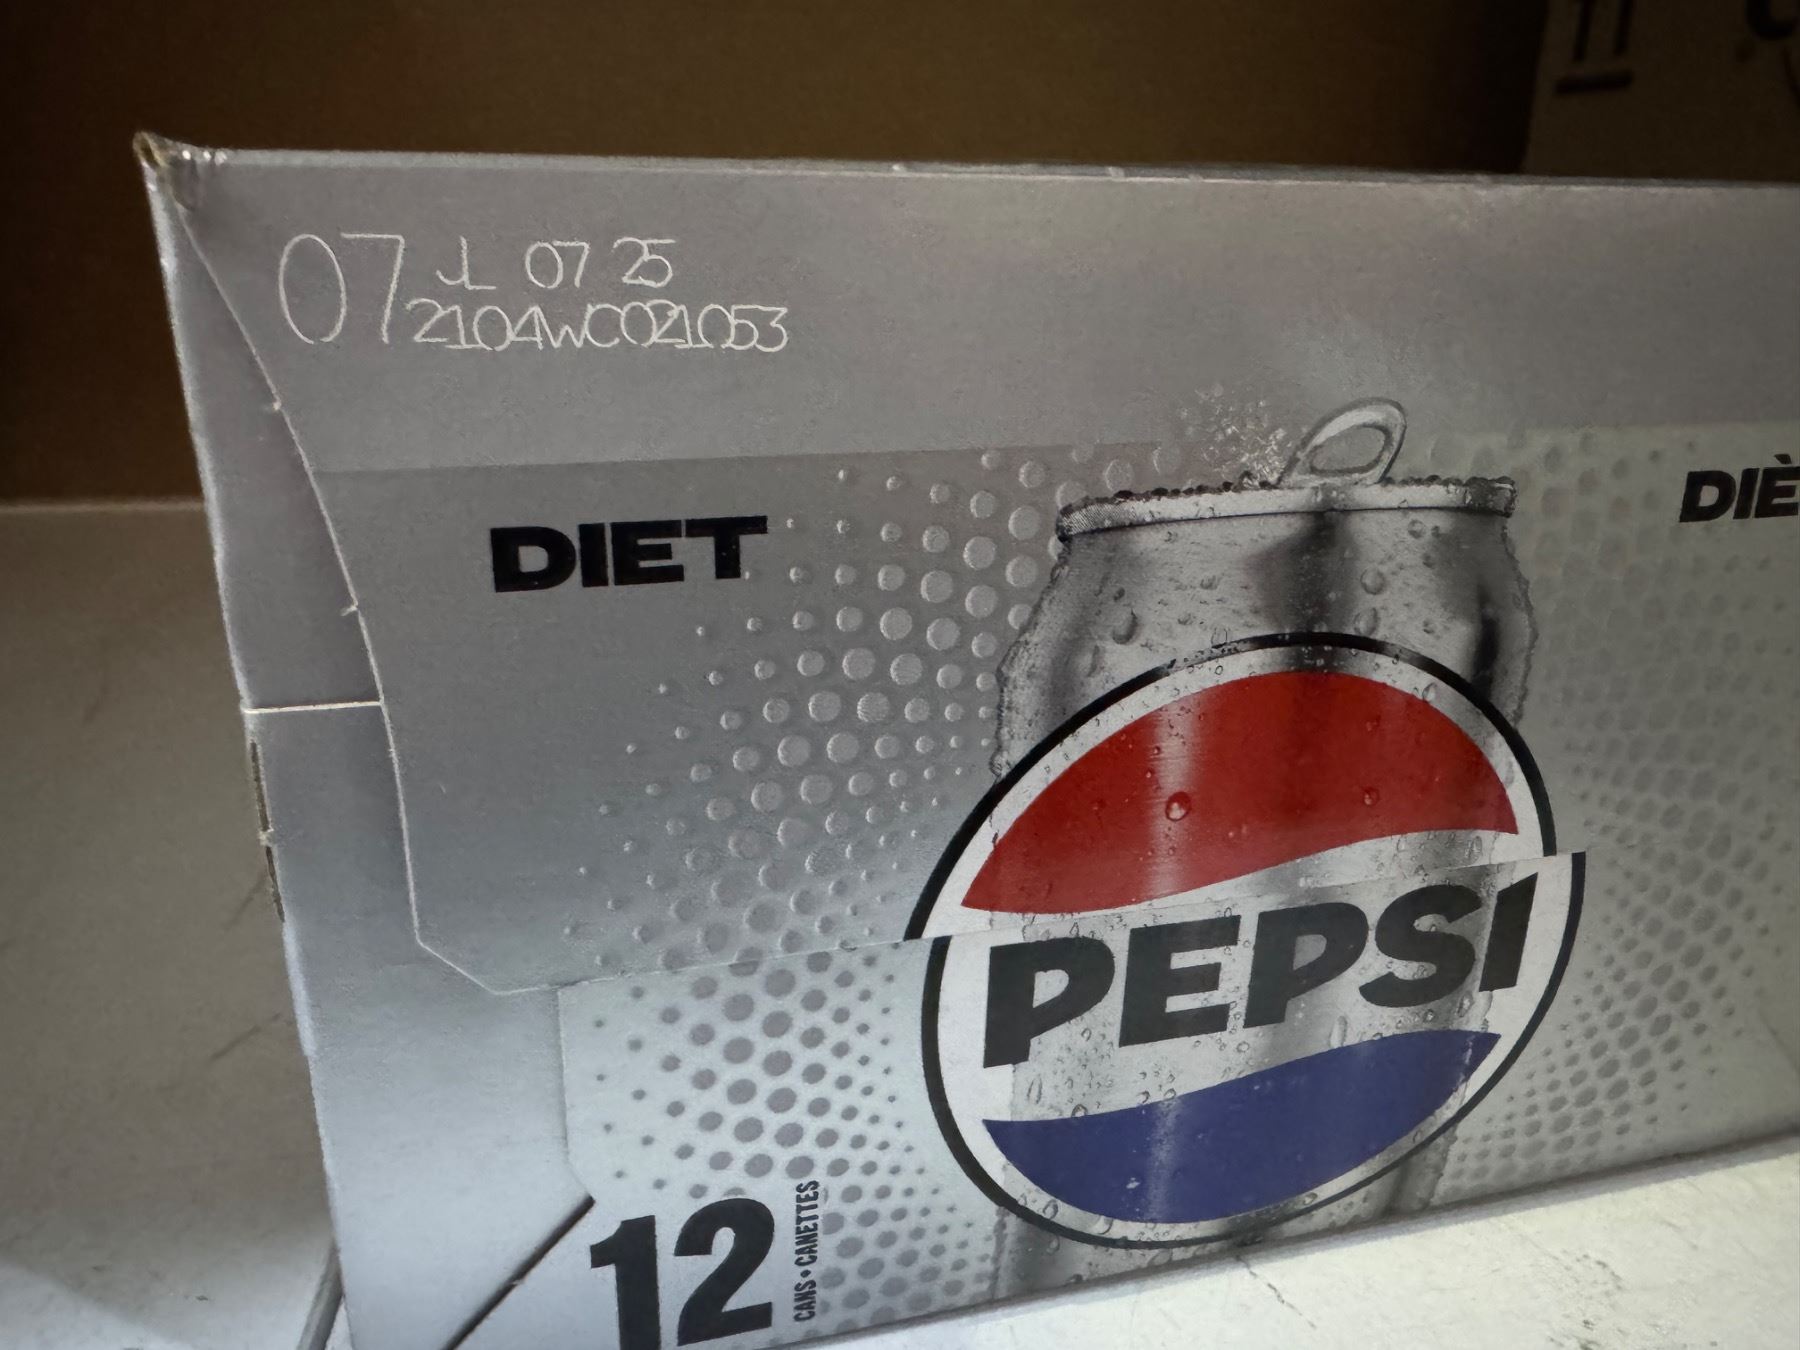 07 JL 07 25
2104WC021053
DIET
DIÈ
PEPSI
12
CANS • CANETTES